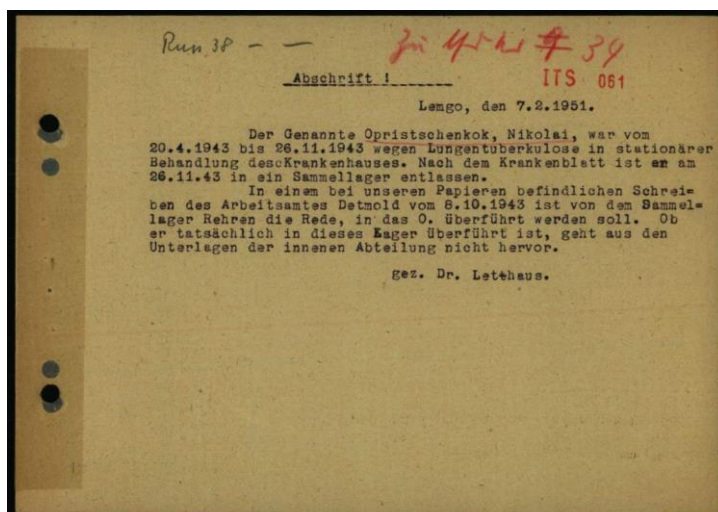 Run 38 - -
Zu 34
Abschrift !
ITS 061
Lemgo, den 7.2.1951.
Der Genannte Opristschenkok, Nikolai, war vom
20.4.1943 bis 26.11.1943 wegen Lungentuberkulose in stationärer
Behandlung descKrankenhauses. Nach dem Krankenblatt ist er am
26.11.43 in ein Sammellager entlassen.
In einem bei unseren Papieren befindlichen Schrei=
ben des Arbeitsamtes Detmold vom 8.10.1943 ist von dem Sammel=
lager Rehren die Rede, in das O. überführt werden soll. Ob
er tatsächlich in dieses Lager überführt ist, geht aus den
Unterlagen der innenen Abteilung nicht hervor.
gez. Dr. Letthaus.